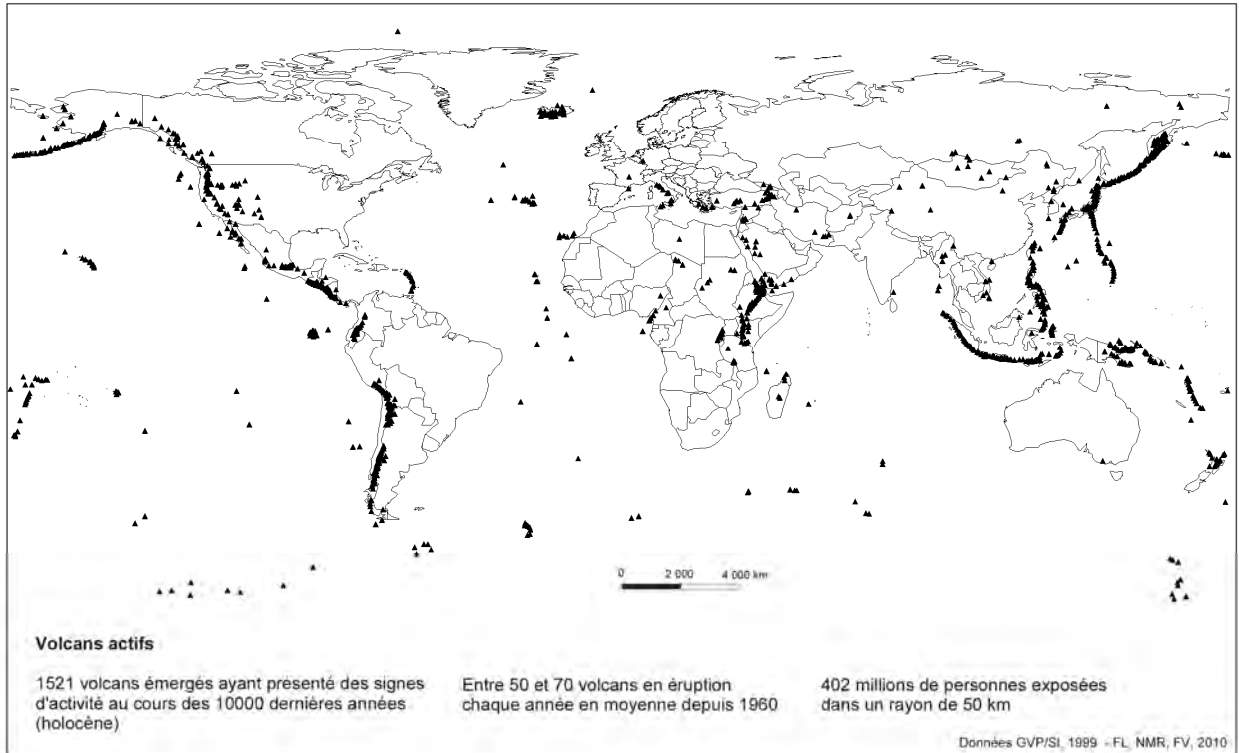 0 2 000 4 000 km
Volcans actifs
1521 volcans émergés ayant présenté des signes
d'activité au cours des 10000 dernières années
(holocène)
Entre 50 et 70 volcans en éruption
chaque année en moyenne depuis 1960
402 millions de personnes exposées
dans un rayon de 50 km
Données GVP/SI, 1999 - FL, NMR, FV, 2010